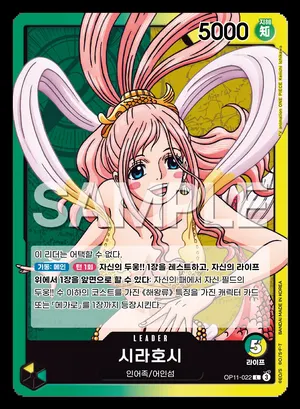 5000
지혜
知
SAMPLE
이 리더는 어택할 수 없다.
기동:메인 턴1회 자신의 두웅!! 1장을 레스트하고, 자신의 라이프
위에서 1장을 앞면으로 할 수 있다: 자신의 패에서 자신 필드의
두웅!! 수 이하의 코스트를 가진 《해왕류》 특징을 가진 캐릭터 카드
또는 「메가로」를 1장까지 등장시킨다.
LEADER
시라호시
인어족/어인섬
5
라이프
OP11-022 L